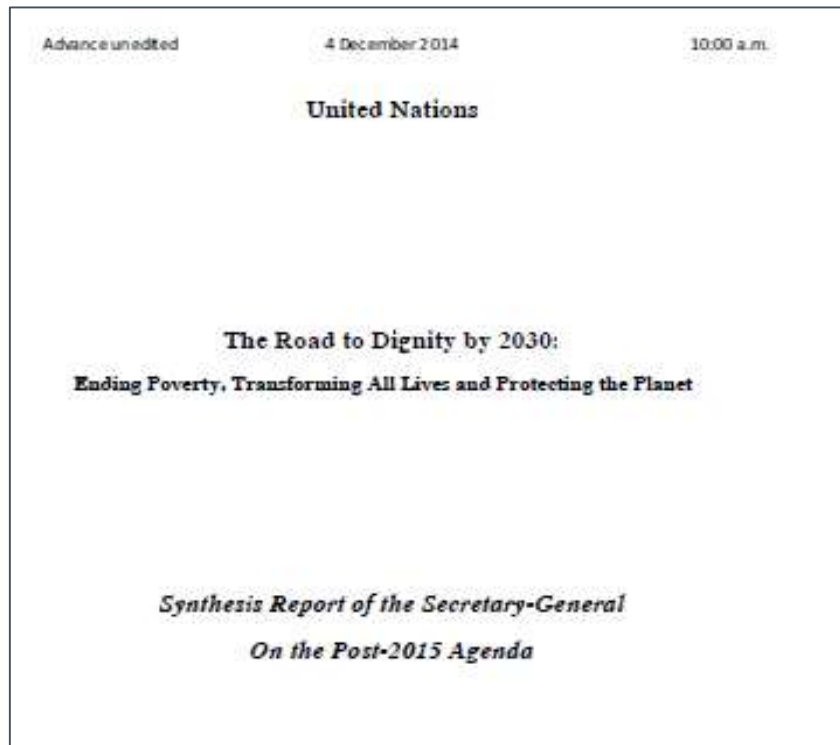 Advance unedited 4 December 2014 10:00 a.m.
United Nations
The Road to Dignity by 2030:
Ending Poverty, Transforming All Lives and Protecting the Planet
Synthesis Report of the Secretary-General
On the Post-2015 Agenda